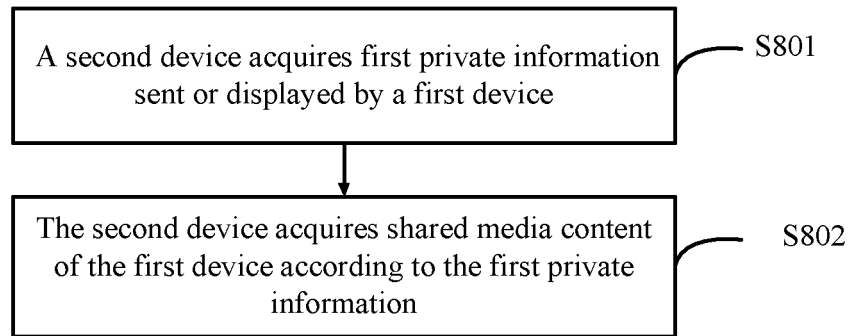 A second device acquires first private information
sent or displayed by a first device
S801
The second device acquires shared media content
of the first device according to the first private
information
S802